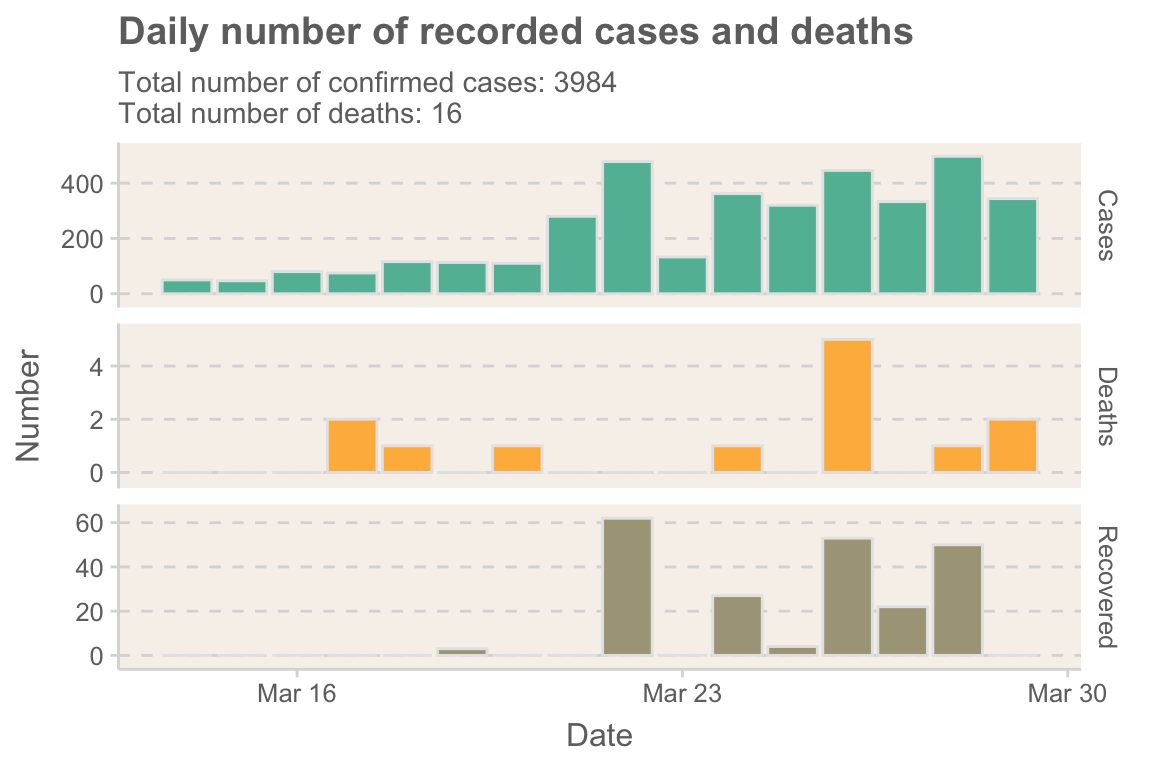 Daily number of recorded cases and deaths
Total number of confirmed cases: 3984
Total number of deaths: 16
400
200
0
Cases
4
2
0
Deaths
60
40
20
0
Recovered
Number
Mar 16
Mar 23
Mar 30
Date